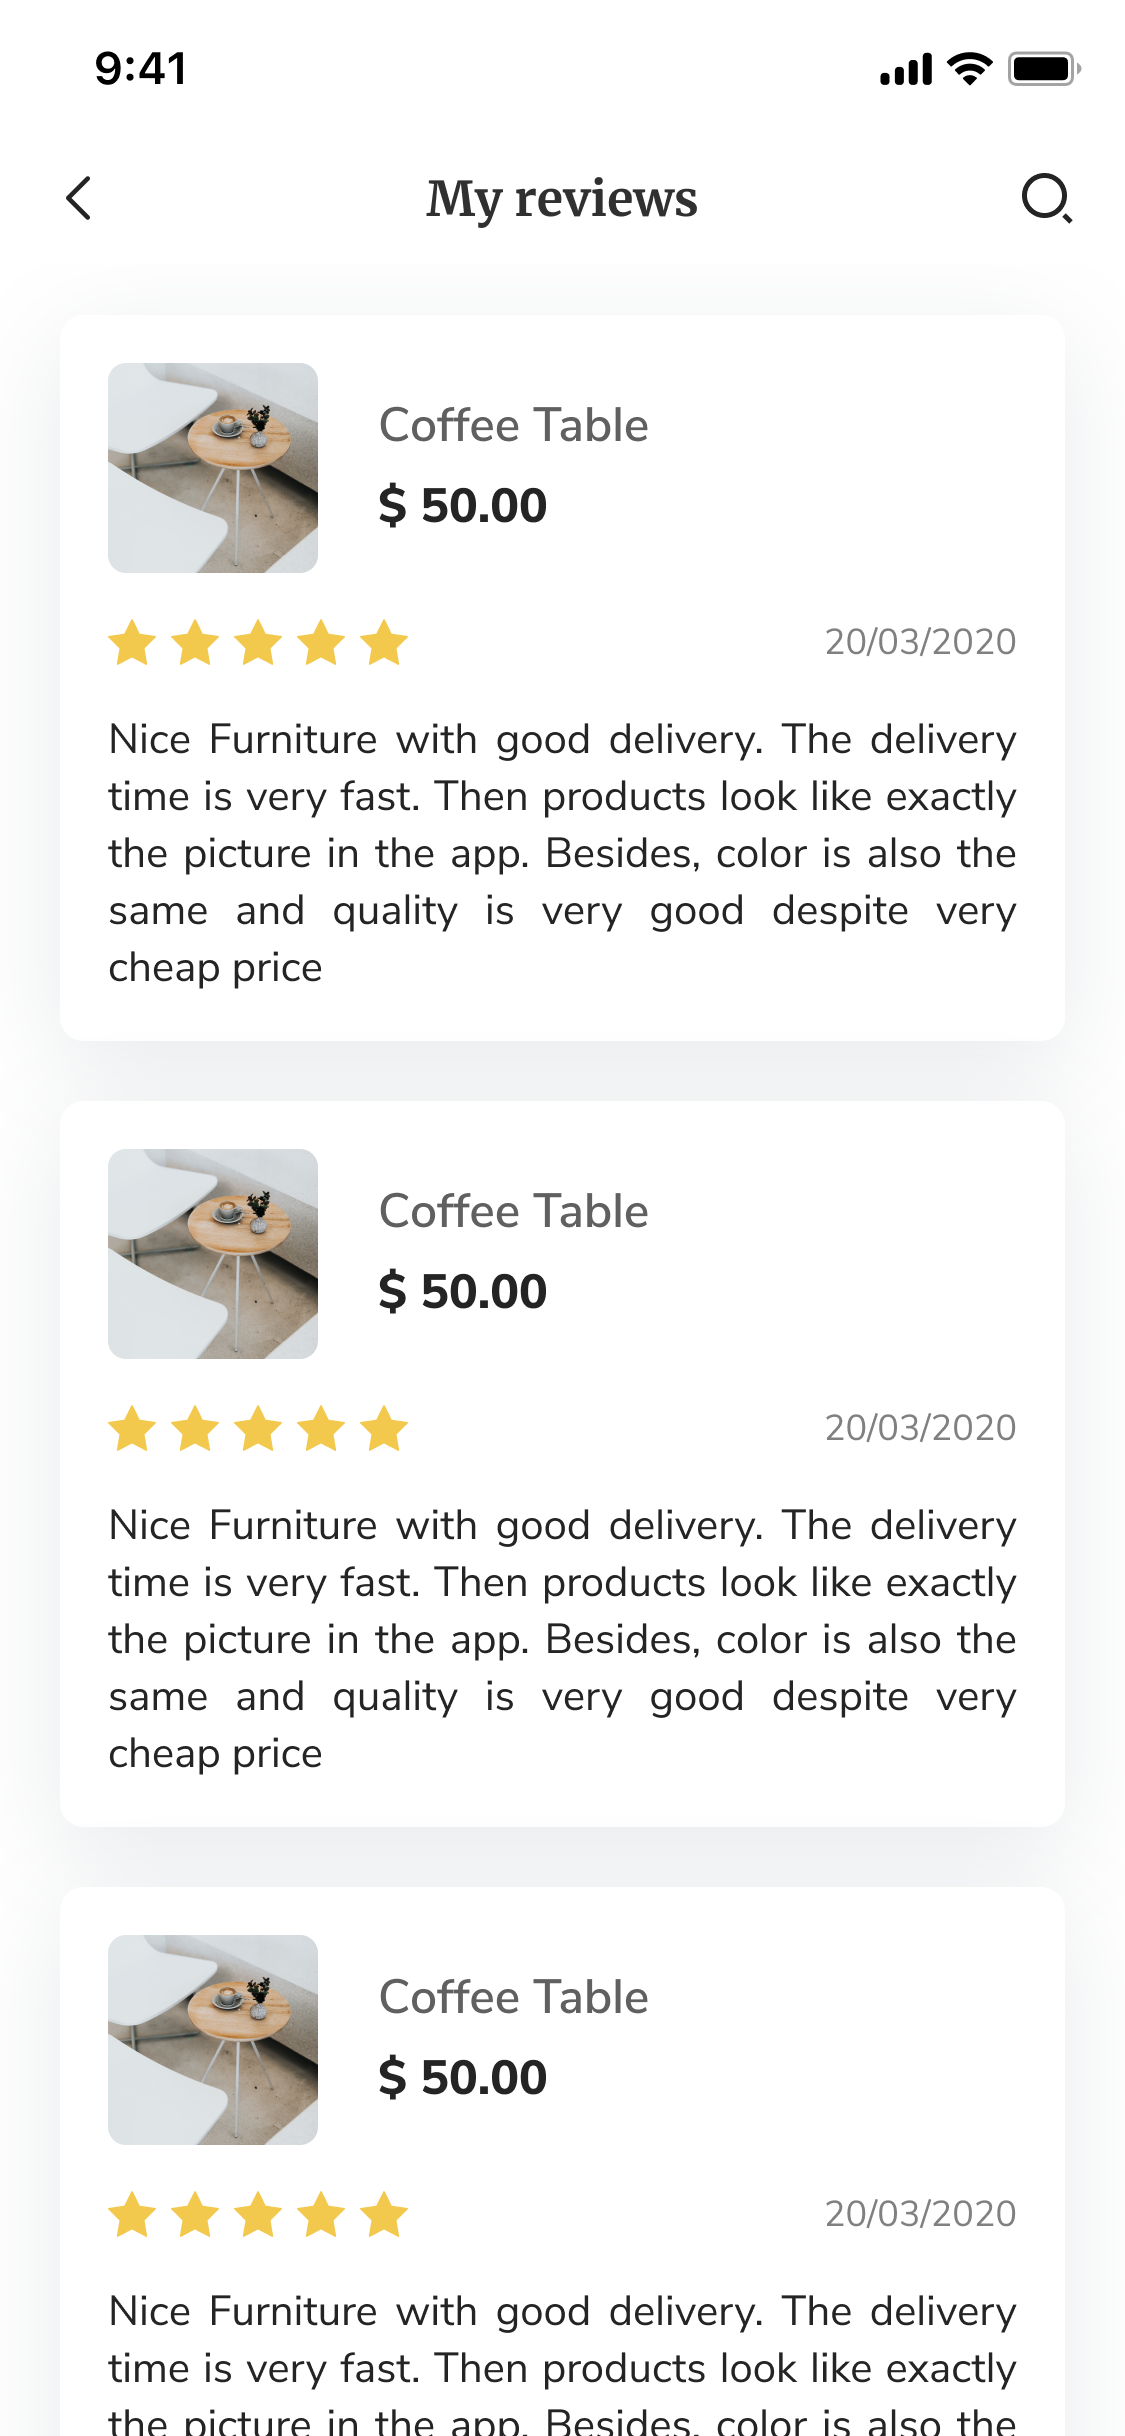 9:41
My reviews
Coffee Table
$ 50.00
20/03/2020
Nice Furniture with good delivery. The delivery
time is very fast. Then products look like exactly
the picture in the app. Besides, color is also the
same and quality is very good despite very
cheap price
Coffee Table
$ 50.00
20/03/2020
Nice Furniture with good delivery. The delivery
time is very fast. Then products look like exactly
the picture in the app. Besides, color is also the
same and quality is very good despite very
cheap price
Coffee Table
$ 50.00
20/03/2020
Nice Furniture with good delivery. The delivery
time is very fast. Then products look like exactly
the picture in the app. Besides, color is also the